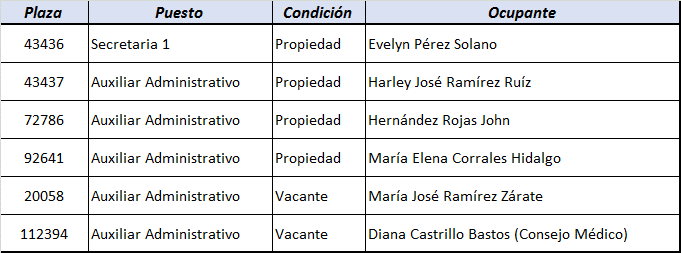 Plaza Puesto Condición Ocupante
43436 Secretaria 1 Propiedad Evelyn Pérez Solano
43437 Auxiliar Administrativo Propiedad Harley José Ramírez Ruíz
72786 Auxiliar Administrativo Propiedad Hernández Rojas John
92641 Auxiliar Administrativo Propiedad María Elena Corrales Hidalgo
20058 Auxiliar Administrativo Vacante María José Ramírez Zárate
112394 Auxiliar Administrativo Vacante Diana Castrillo Bastos (Consejo Médico)